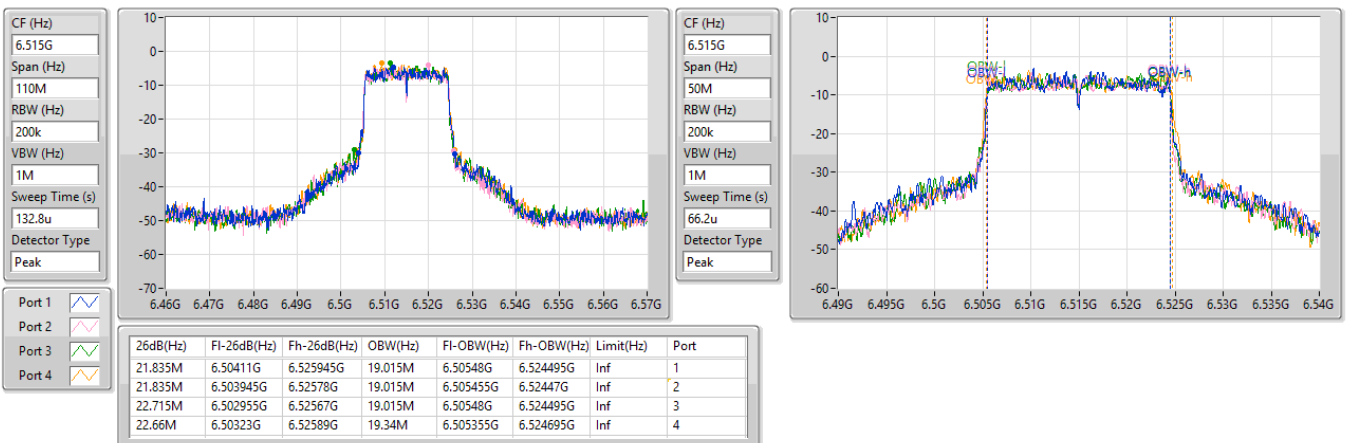 CF (Hz)
6.515G
Span (Hz)
110M
RBW (Hz)
200k
VBW (Hz)
1M
Sweep Time (s)
132.8u
Detector Type
Peak
10
0
-10
-20
-30
-40
-50
-60
-70
6.46G 6.47G 6.48G 6.49G 6.5G 6.51G 6.52G 6.53G 6.54G 6.55G 6.56G 6.57G
CF (Hz)
6.515G
Span (Hz)
50M
RBW (Hz)
200k
VBW (Hz)
1M
Sweep Time (s)
66.2u
Detector Type
Peak
10
0
-10
-20
-30
-40
-50
-60
OBW-l OBW-h
6.49G 6.495G 6.5G 6.505G 6.51G 6.515G 6.52G 6.525G 6.53G 6.535G 6.54G
Port 1
Port 2
Port 3
Port 4
26dB(Hz) Fl-26dB(Hz) Fh-26dB(Hz) OBW(Hz) Fl-OBW(Hz) Fh-OBW(Hz) Limit(Hz) Port
21.835M 6.50411G 6.525945G 19.015M 6.50548G 6.524495G Inf 1
21.835M 6.503945G 6.52578G 19.015M 6.505455G 6.52447G Inf 2
22.715M 6.502955G 6.52567G 19.015M 6.50548G 6.524495G Inf 3
22.66M 6.50323G 6.52589G 19.34M 6.505355G 6.524695G Inf 4